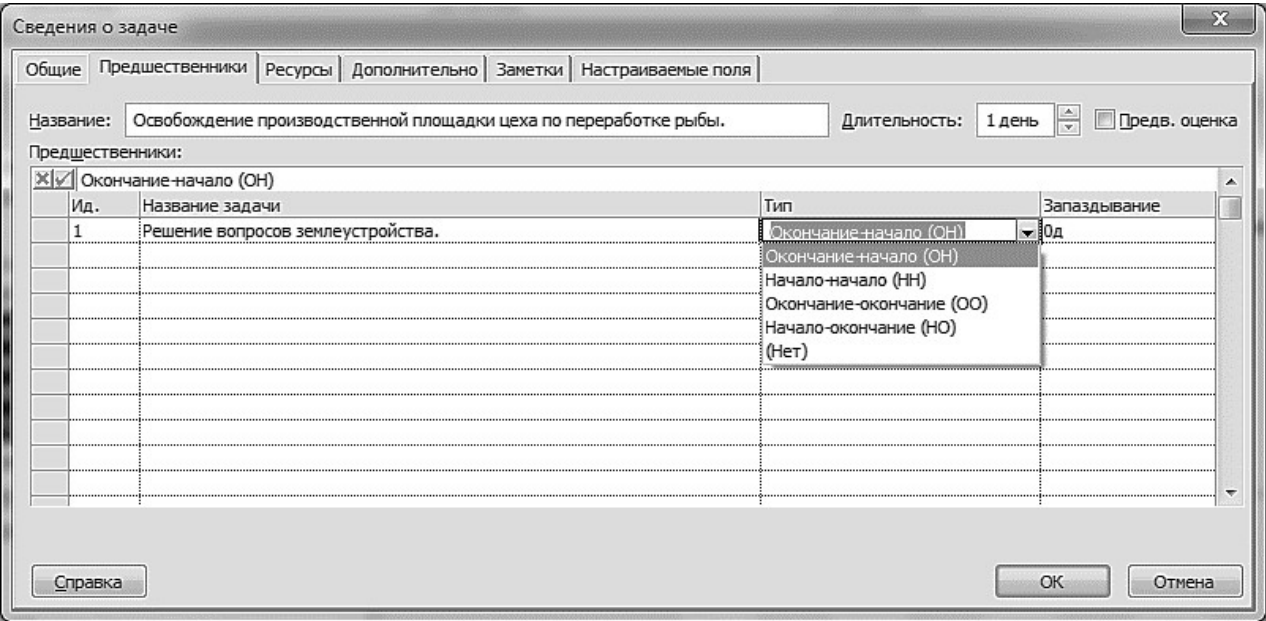 Сведения о задаче
Общие Предшественники Ресурсы Дополнительно Заметки Настраиваемые поля
Название: Освобождение производственной площадки цеха по переработке рыбы. Длительность: 1 день Предв. оценка
Предшественники:
Окончание-начало (ОН)
Ид. Название задачи Тип Запаздывание
1 Решение вопросов землеустройства. Окончание-начало (ОН) 0д
Окончание-начало (ОН)
Начало-начало (НН)
Окончание-окончание (ОО)
Начало-окончание (НО)
(Нет)
Справка ОК Отмена